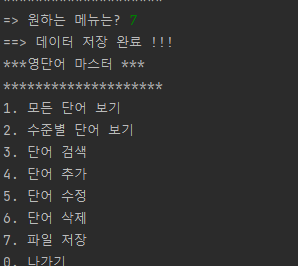 ********************
=> 원하는 메뉴는? 7
==> 데이터 저장 완료 !!!
***영단어 마스터 ***
********************
1. 모든 단어 보기
2. 수준별 단어 보기
3. 단어 검색
4. 단어 추가
5. 단어 수정
6. 단어 삭제
7. 파일 저장
0. 나가기